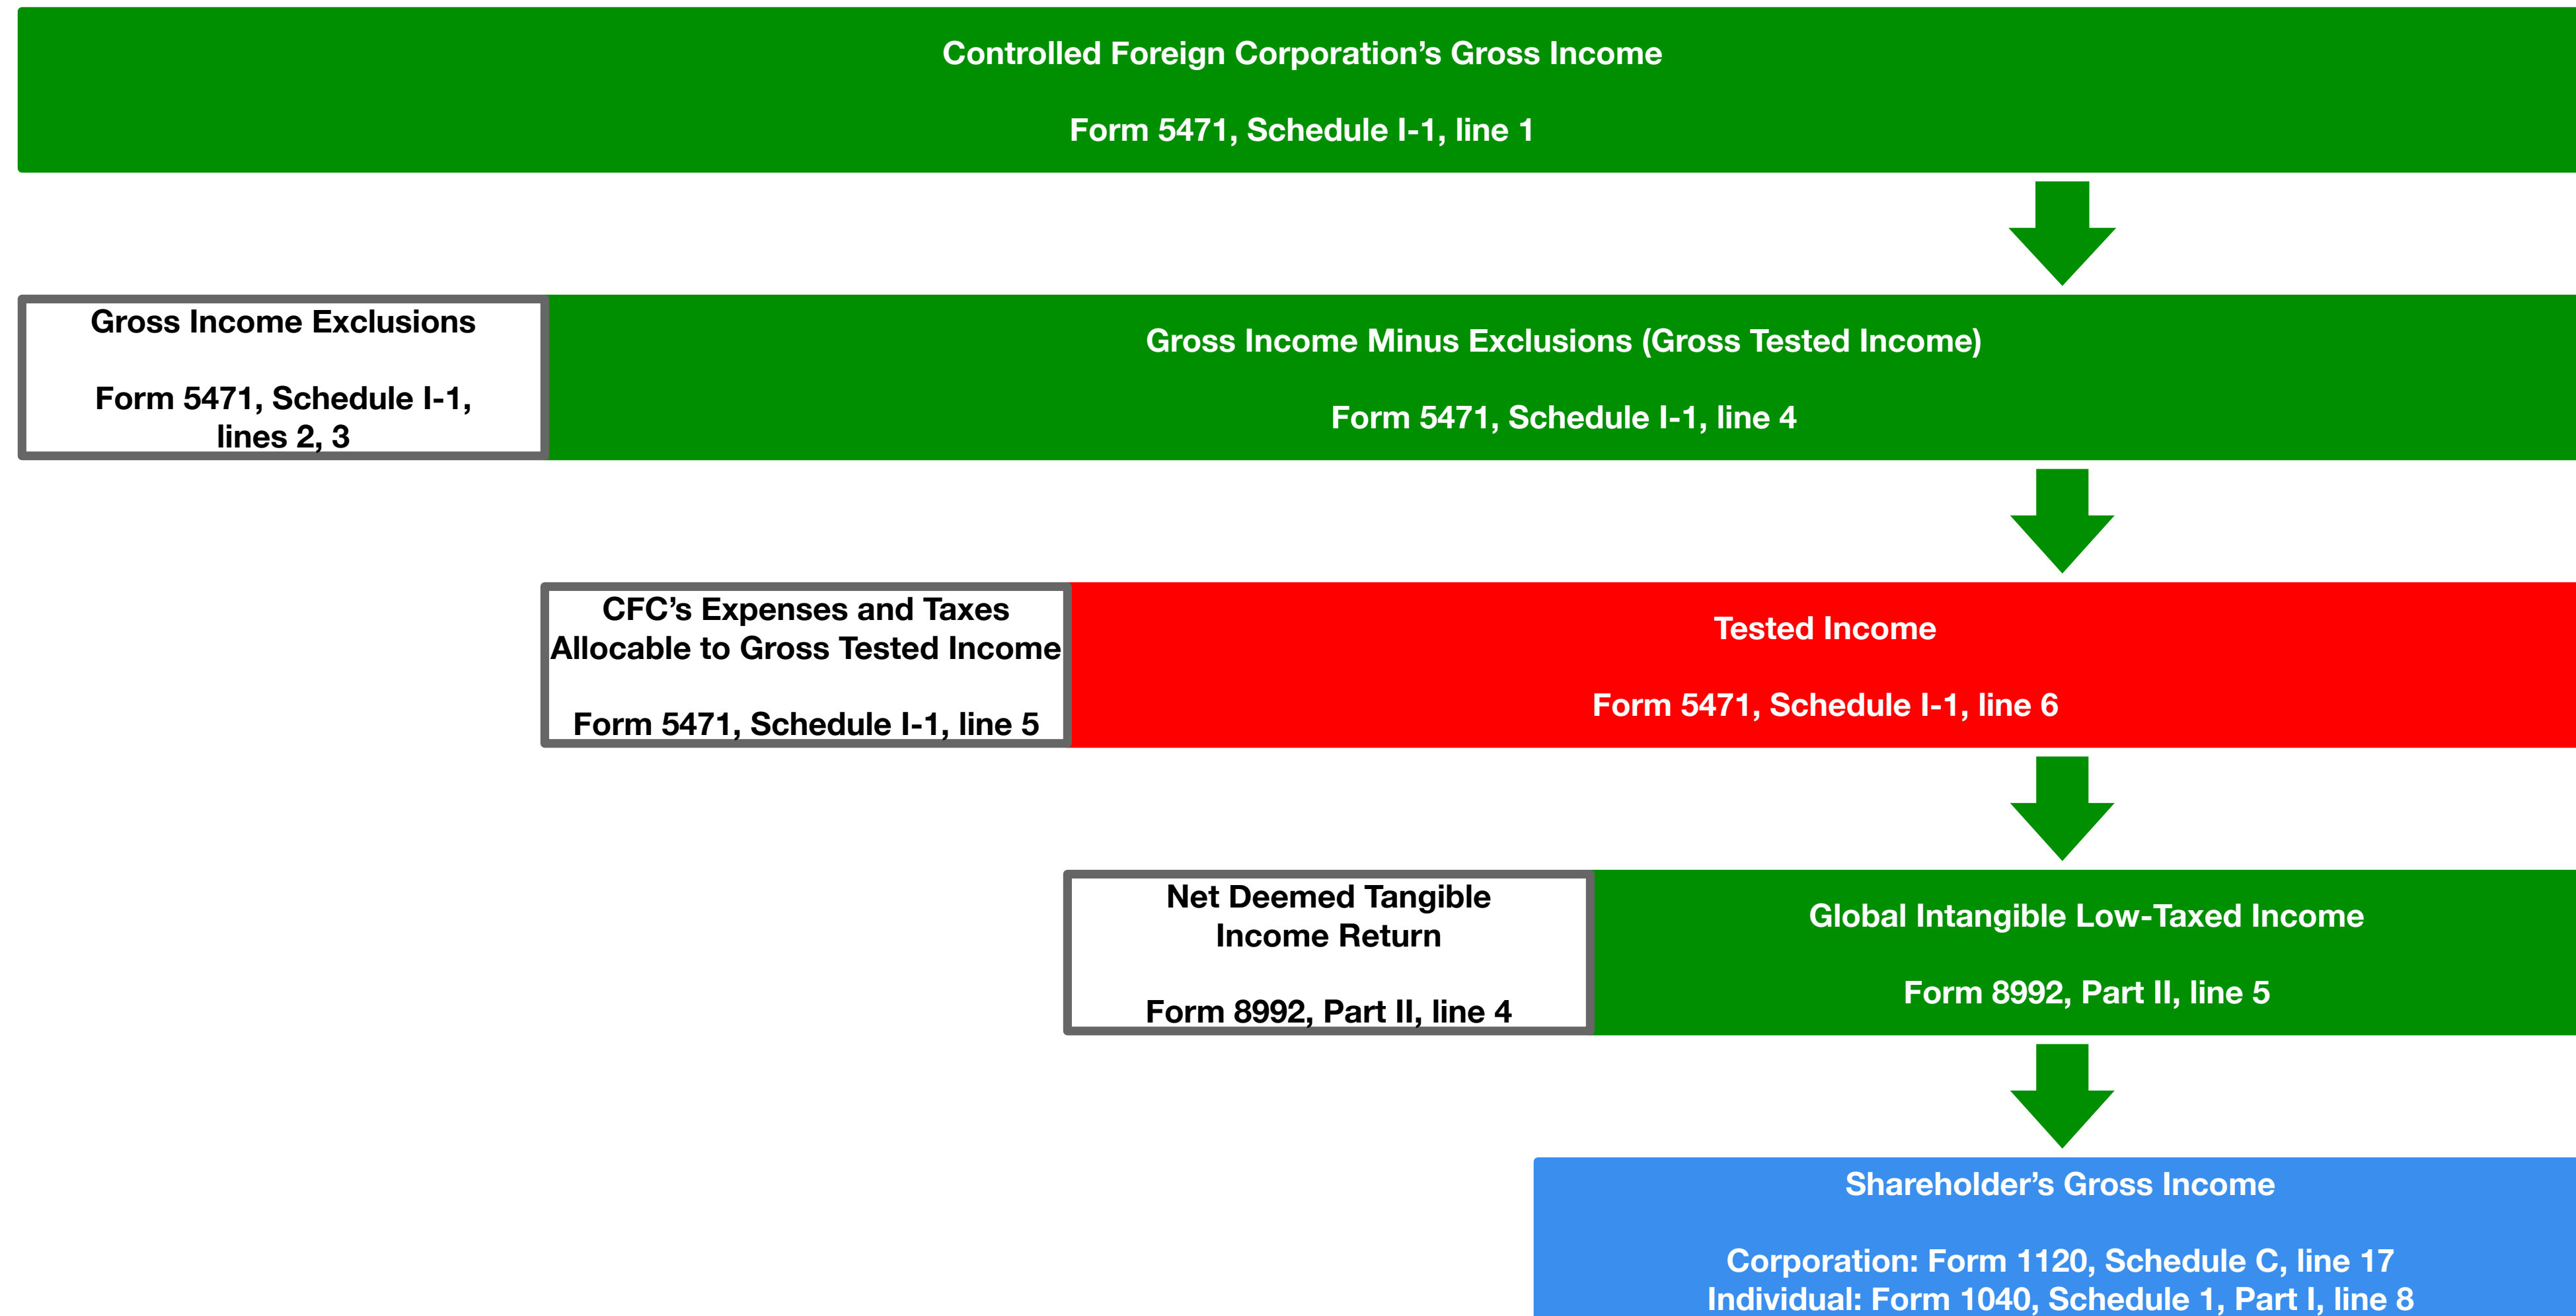 Controlled Foreign Corporation’s Gross Income
Form 5471, Schedule I-1, line 1
Gross Income Exclusions
Form 5471, Schedule I-1,
lines 2, 3
Gross Income Minus Exclusions (Gross Tested Income)
Form 5471, Schedule I-1, line 4
CFC’s Expenses and Taxes
Allocable to Gross Tested Income
Form 5471, Schedule I-1, line 5
Tested Income
Form 5471, Schedule I-1, line 6
Net Deemed Tangible
Income Return
Form 8992, Part II, line 4
Global Intangible Low-Taxed Income
Form 8992, Part II, line 5
Shareholder’s Gross Income
Corporation: Form 1120, Schedule C, line 17
Individual: Form 1040, Schedule 1, Part I, line 8